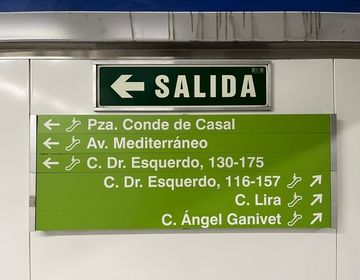 SALIDA
Pza. Conde de Casal
Av. Mediterráneo
C. Dr. Esquerdo, 130-175
C. Dr. Esquerdo, 116-157
C. Lira
C. Ángel Ganivet